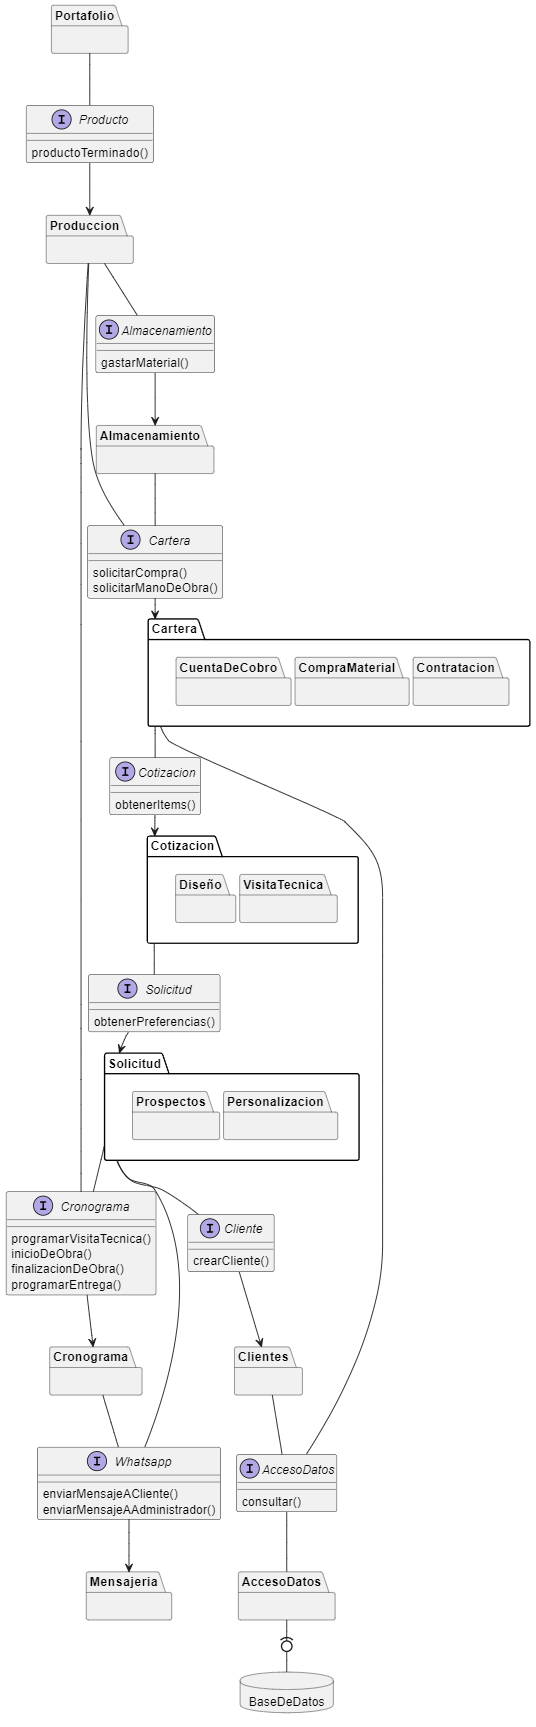 Portafolio
I Producto
productoTerminado()
Produccion
I Almacenamiento
gastarMaterial()
Almacenamiento
I Cartera
solicitarCompra()
solicitarManoDeObra()
Cartera
CuentaDeCobro CompraMaterial Contratacion
I Cotizacion
obtenerItems()
Cotizacion
Diseño VisitaTecnica
I Solicitud
obtenerPreferencias()
Solicitud
Prospectos Personalizacion
I Cronograma
programarVisitaTecnica()
inicioDeObra()
finalizacionDeObra()
programarEntrega()
I Cliente
crearCliente()
Cronograma
Clientes
I Whatsapp
enviarMensajeACliente()
enviarMensajeAAdministrador()
I AccesoDatos
consultar()
Mensajeria
AccesoDatos
BaseDeDatos